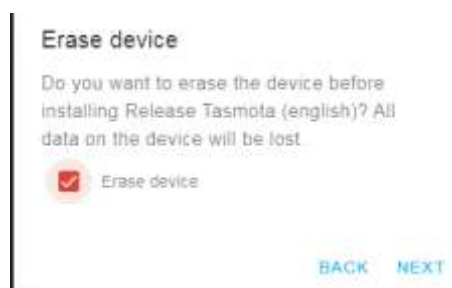 Erase device
Do you want to erase the device before
installing Release Tasmota (english)? All
data on the device will be lost.
Erase device
BACK NEXT